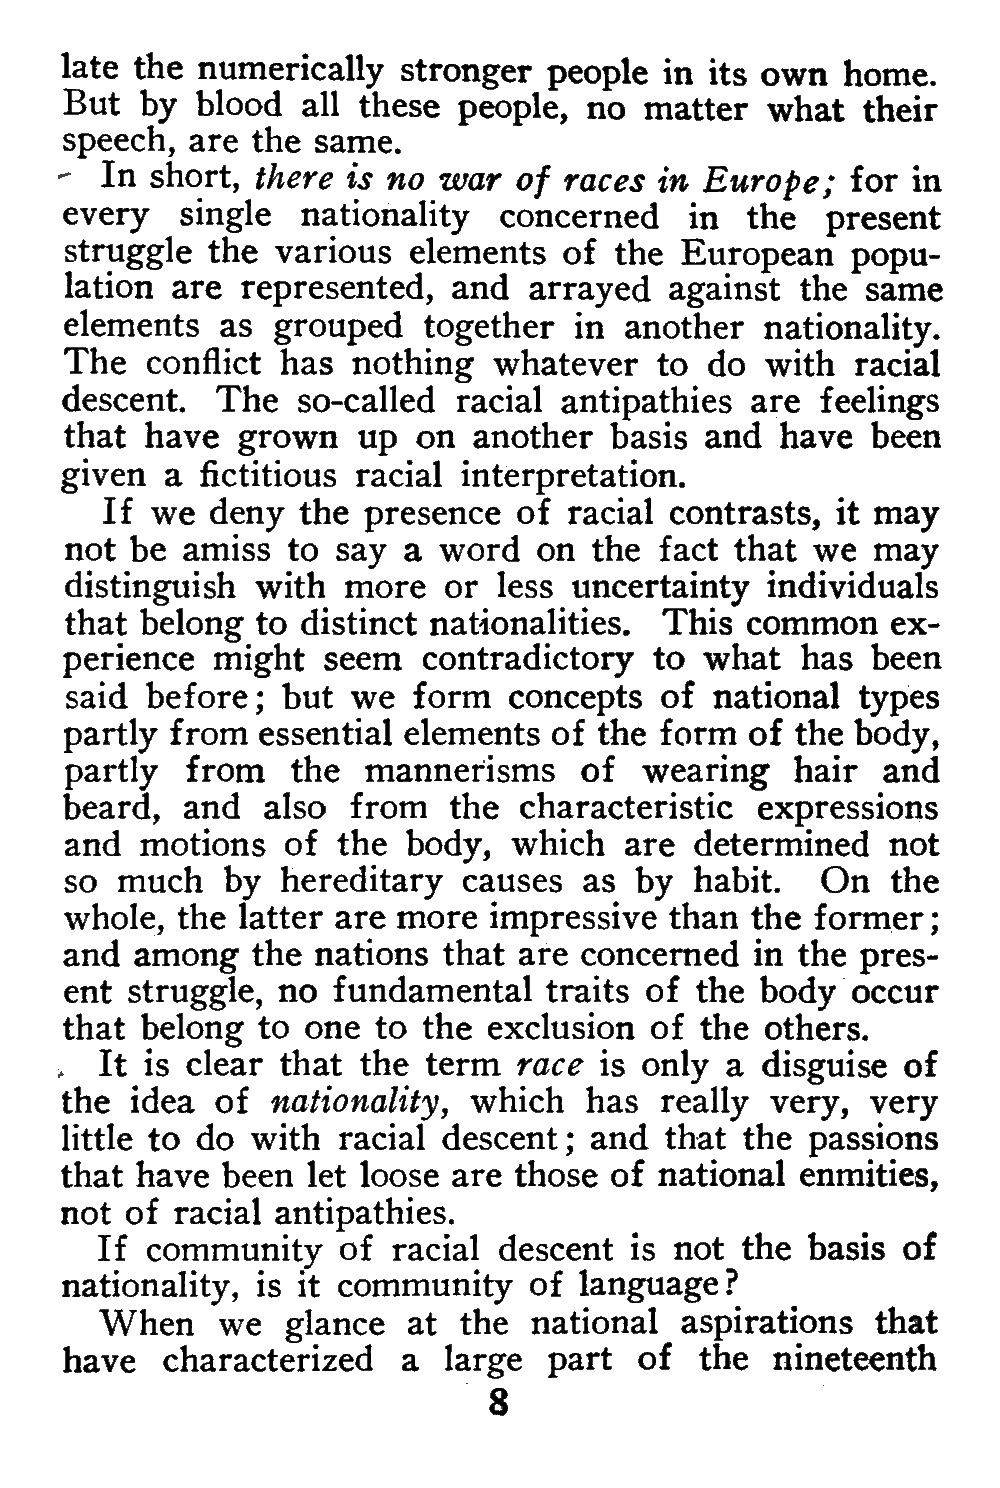 late the numerically stronger people in its own home.
But by blood all these people, no matter what their
speech, are the same.
In short, there is no war of races in Europe; for in
every single nationality concerned in the present
struggle the various elements of the European popu-
lation are represented, and arrayed against the same
elements as grouped together in another nationality.
The conflict has nothing whatever to do with racial
descent. The so-called racial antipathies are feelings
that have grown up on another basis and have been
given a fictitious racial interpretation.
If we deny the presence of racial contrasts, it may
not be amiss to say a word on the fact that we may
distinguish with more or less uncertainty individuals
that belong to distinct nationalities. This common ex-
perience might seem contradictory to what has been
said before; but we form concepts of national types
partly from essential elements of the form of the body,
partly from the mannerisms of wearing hair and
beard, and also from the characteristic expressions
and motions of the body, which are determined not
so much by hereditary causes as by habit. On the
whole, the latter are more impressive than the former;
and among the nations that are concerned in the pres-
ent struggle, no fundamental traits of the body occur
that belong to one to the exclusion of the others.
It is clear that the term race is only a disguise of
the idea of nationality, which has really very, very
little to do with racial descent; and that the passions
that have been let loose are those of national enmities,
not of racial antipathies.
If community of racial descent is not the basis of
nationality, is it community of language?
When we glance at the national aspirations that
have characterized a large part of the nineteenth
8